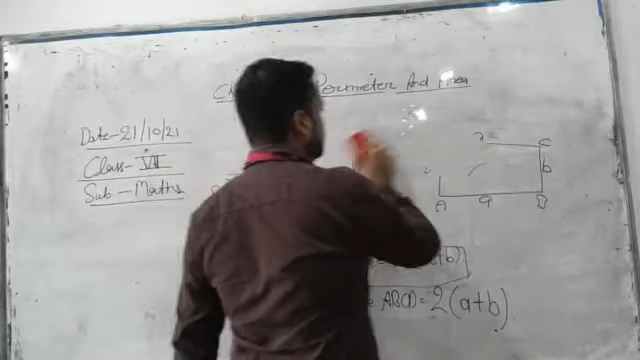 Perimeter And Area
Date-21/10/21
Class- VII
Sub - Maths
C
b
A a B
+b)
ABCD = 2(a+b)